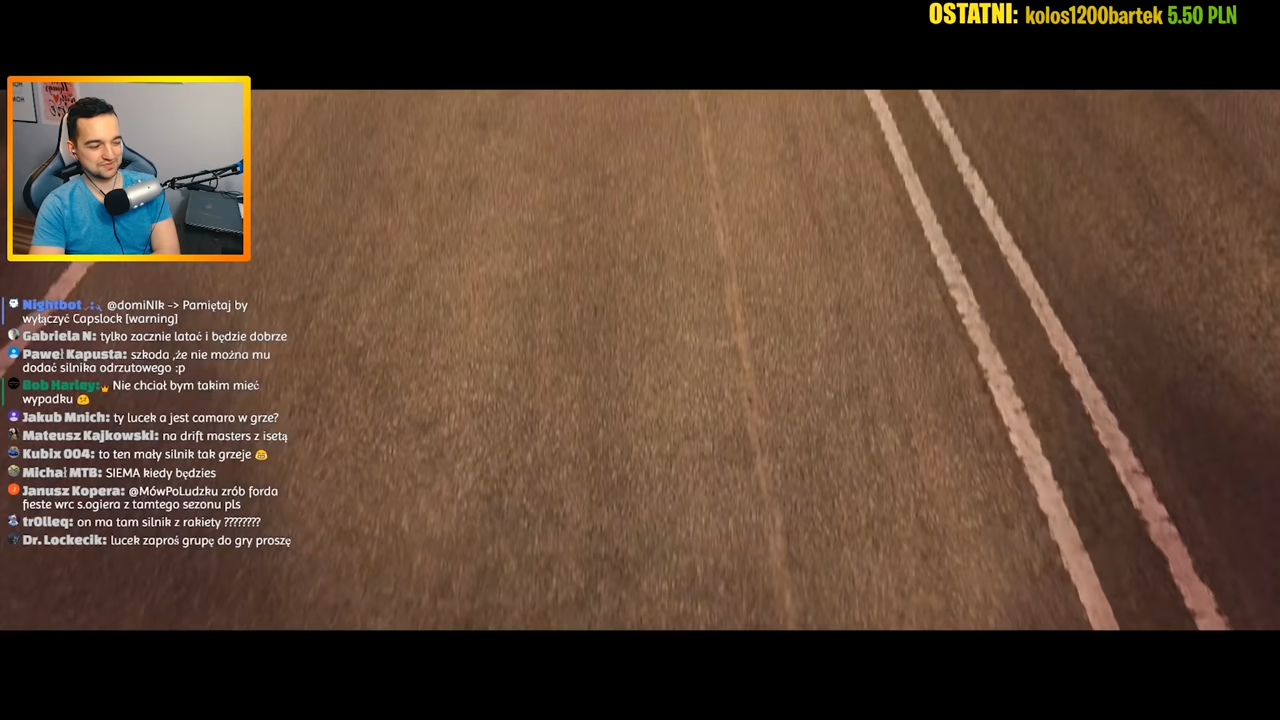 OSTATNI: kolos1200bartek 5.50 PLN
Nightbot @domiNIk -> Pamiętaj by
wyłączyć Capslock [warning]
Gabriela N: tylko zacznie latać i będzie dobrze
Paweł Kapusta: szkoda ,że nie można mu
dodać silnika odrzutowego :p
Bob Harley: Nie chciał bym takim mieć
wypadku 😕
Jakub Mnich: ty lucek a jest camaro w grze?
Mateusz Kajkowski: na drift masters z isetą
Kubix 004: to ten mały silnik tak grzeje
Michał MTB: SIEMA kiedy będzies
Janusz Kopera: @MówPoLudzku zrób forda
fieste wrc s.ogiera z tamtego sezonu pls
tr0lleq: on ma tam silnik z rakiety ????????
Dr. Lockecik: lucek zaproś grupę do gry proszę